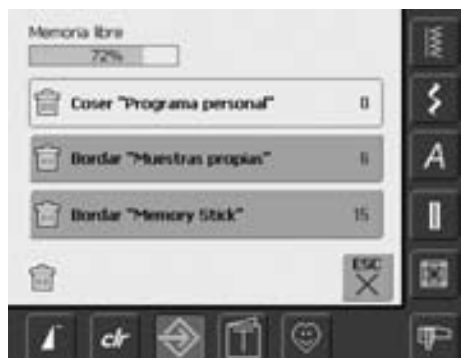 Memoria libre
72%
Coser "Programa personal" 0
Bordar "Muestras propias" 6
Bordar "Memory Stick" 15
ESC
A
clr